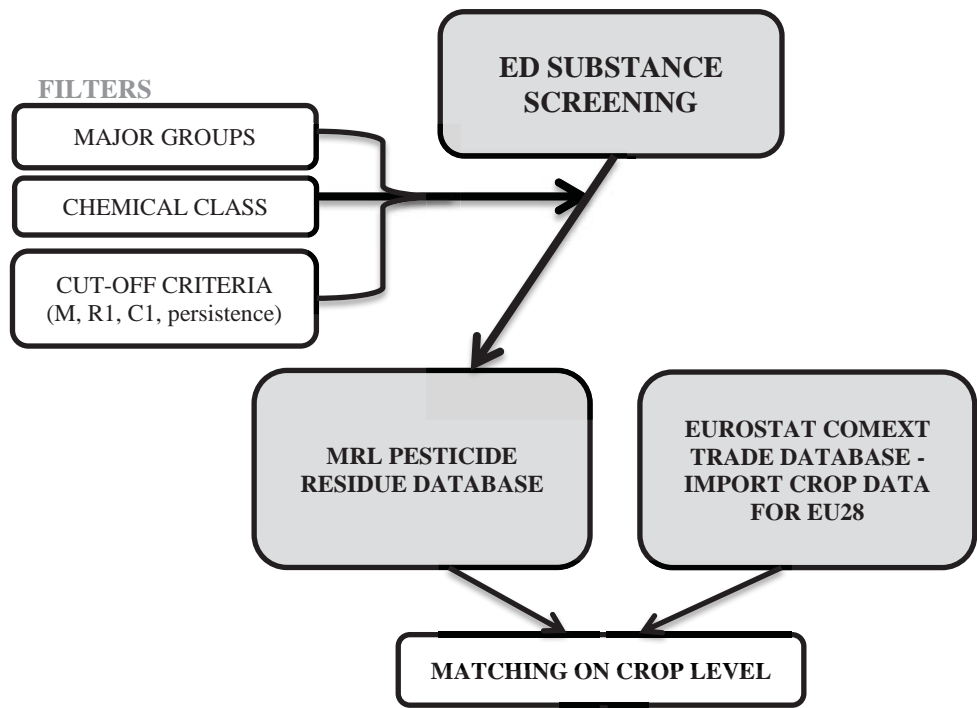 ED SUBSTANCE
SCREENING
FILTERS
MAJOR GROUPS
CHEMICAL CLASS
CUT-OFF CRITERIA
(M, R1, C1, persistence)
MRL PESTICIDE
RESIDUE DATABASE
EUROSTAT COMEXT
TRADE DATABASE -
IMPORT CROP DATA
FOR EU28
MATCHING ON CROP LEVEL